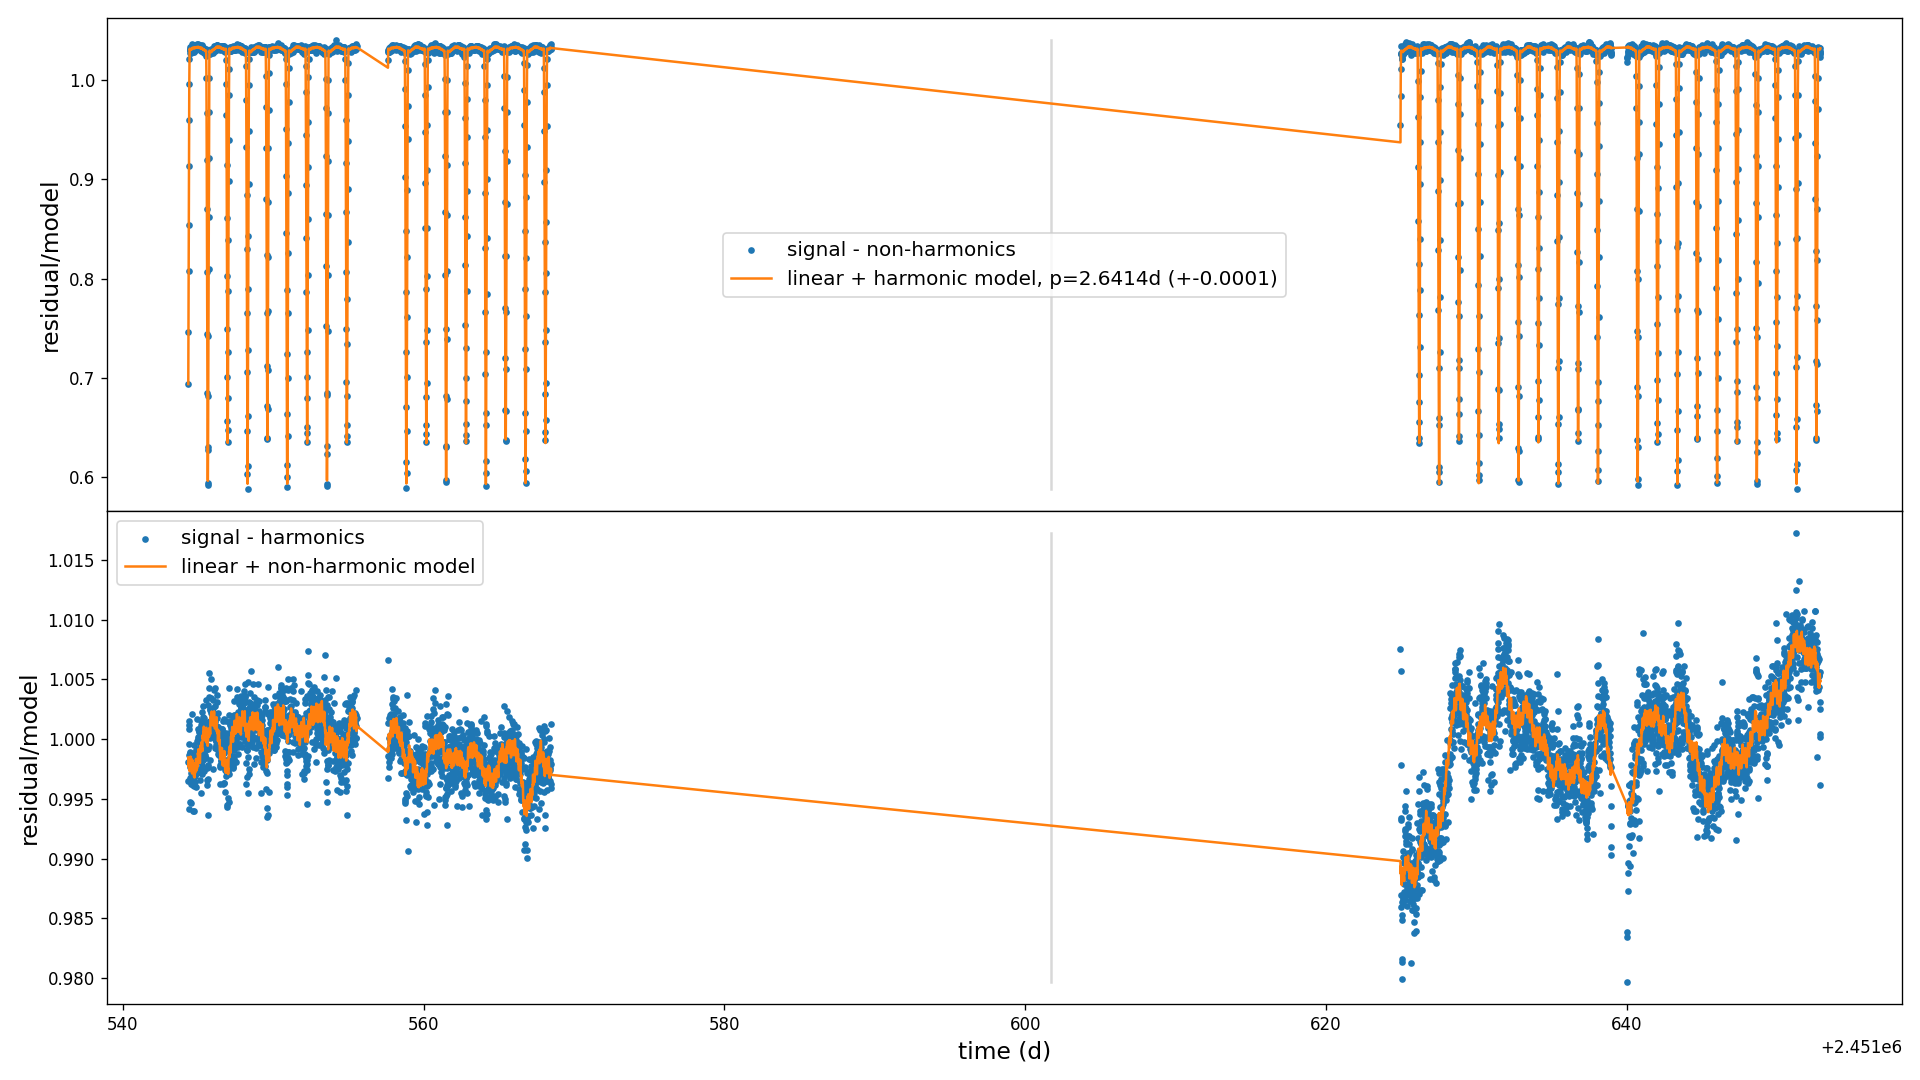 1.0
0.9
0.8
0.7
0.6
residual/model
signal - non-harmonics
linear + harmonic model, p=2.6414d (+-0.0001)
signal - harmonics
linear + non-harmonic model
1.015
1.010
1.005
1.000
0.995
0.990
0.985
0.980
residual/model
540 560 580 600 620 640
time (d)
+2.451e6